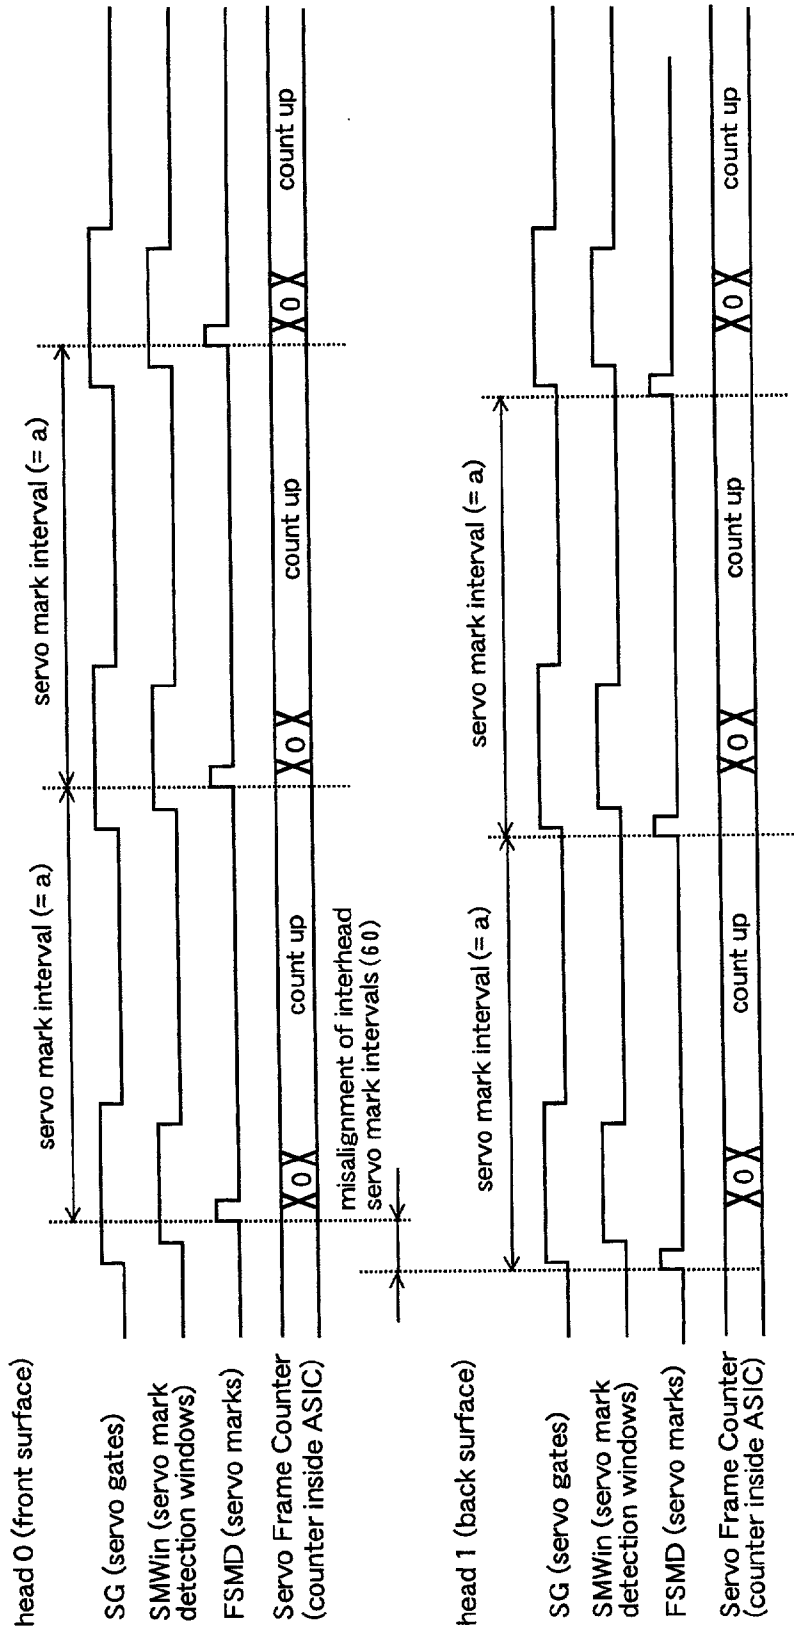 head 0 (front surface)
SG (servo gates)
SMWin (servo mark
detection windows)
FSMD (servo marks)
Servo Frame Counter
(counter inside ASIC)
servo mark interval (= a)
servo mark interval (= a)
0
count up
0
count up
0
count up
misalignment of interhead
servo mark intervals (60)
head 1 (back surface)
SG (servo gates)
SMWin (servo mark
detection windows)
FSMD (servo marks)
Servo Frame Counter
(counter inside ASIC)
servo mark interval (= a)
servo mark interval (= a)
0
count up
0
count up
0
count up